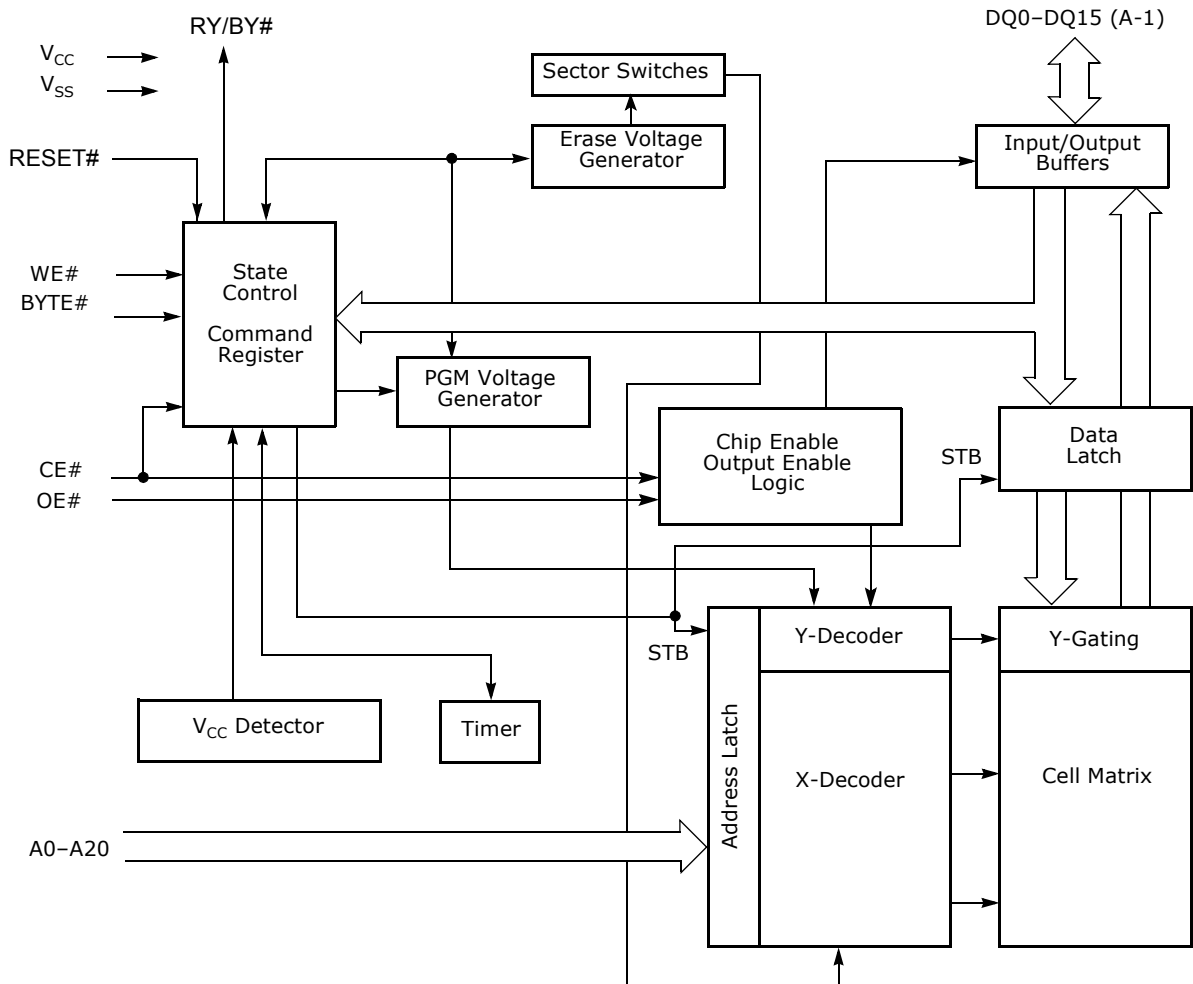 RY/BY#
DQ0–DQ15 (A-1)
VCC
VSS
Sector Switches
Erase Voltage
Generator
Input/Output
Buffers
RESET#
WE#
BYTE#
State
Control
Command
Register
PGM Voltage
Generator
Chip Enable
Output Enable
Logic
Data
Latch
STB
CE#
OE#
STB
Y-Decoder
Y-Gating
VCC Detector
Timer
Address Latch
X-Decoder
Cell Matrix
A0–A20